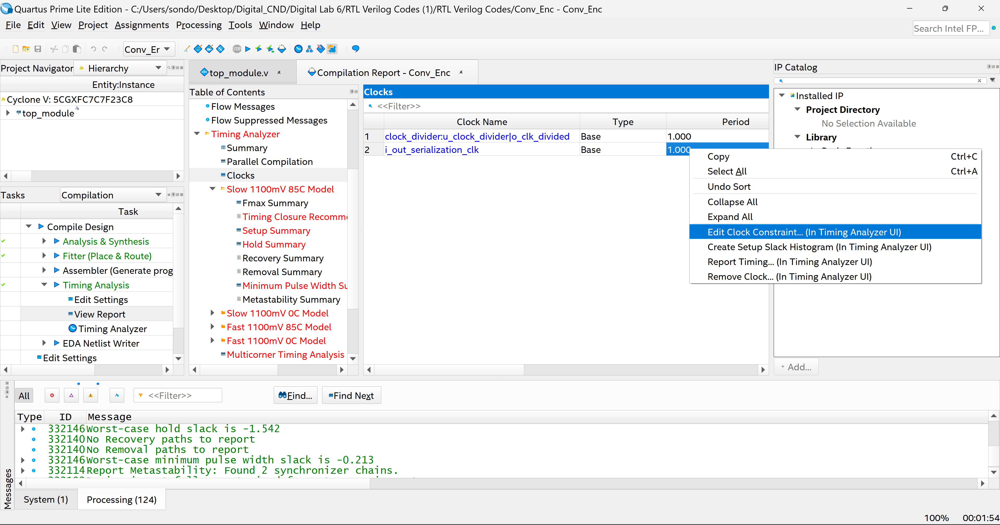 Quartus Prime Lite Edition - C:/Users/sondo/Desktop/Digital_CND/Digital Lab 6/RTL Verilog Codes (1)/RTL Verilog Codes/Conv_Enc - Conv_Enc
File Edit View Project Assignments Processing Tools Window Help
Search Intel FP...
Conv_Er
STOP
Project Navigator
Hierarchy
Entity:Instance
Cyclone V: 5CGXFC7C7F23C8
top_module
Tasks
Compilation
Task
Compile Design
Analysis & Synthesis
Fitter (Place & Route)
Assembler (Generate prog
Timing Analysis
Edit Settings
View Report
Timing Analyzer
EDA Netlist Writer
Edit Settings
top_module.v
Compilation Report - Conv_Enc
Table of Contents
Flow Messages
Flow Suppressed Messages
Timing Analyzer
Summary
Parallel Compilation
Clocks
Slow 1100mV 85C Model
Fmax Summary
Timing Closure Recomm
Setup Summary
Hold Summary
Recovery Summary
Removal Summary
Minimum Pulse Width Su
Metastability Summary
Slow 1100mV 0C Model
Fast 1100mV 85C Model
Fast 1100mV 0C Model
Multicorner Timing Analysis
Clocks
<<Filter>>
Clock Name Type Period
1 clock_divider:u_clock_divider|o_clk_divided Base 1.000
2 i_out_serialization_clk Base 1.000
Copy Ctrl+C
Select All Ctrl+A
Undo Sort
Collapse All
Expand All
Edit Clock Constraint... (In Timing Analyzer UI)
Create Setup Slack Histogram (In Timing Analyzer UI)
Report Timing... (In Timing Analyzer UI)
Remove Clock... (In Timing Analyzer UI)
IP Catalog
Installed IP
Project Directory
No Selection Available
Library
+ Add...
All
<<Filter>>
Find...
Find Next
Type ID Message
332146 Worst-case hold slack is -1.542
332140 No Recovery paths to report
332140 No Removal paths to report
332146 Worst-case minimum pulse width slack is -0.213
332114 Report Metastability: Found 2 synchronizer chains.
Messages
System (1)
Processing (124)
100% 00:01:54